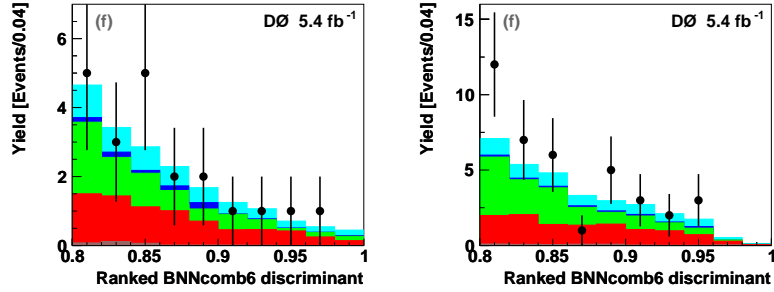 Yield [Events/0.04]
(f)
DØ 5.4 fb⁻¹
6
4
2
0
0.8 0.85 0.9 0.95 1
Ranked BNNcomb6 discriminant
Yield [Events/0.04]
(f)
DØ 5.4 fb⁻¹
15
10
5
0
0.8 0.85 0.9 0.95 1
Ranked BNNcomb6 discriminant